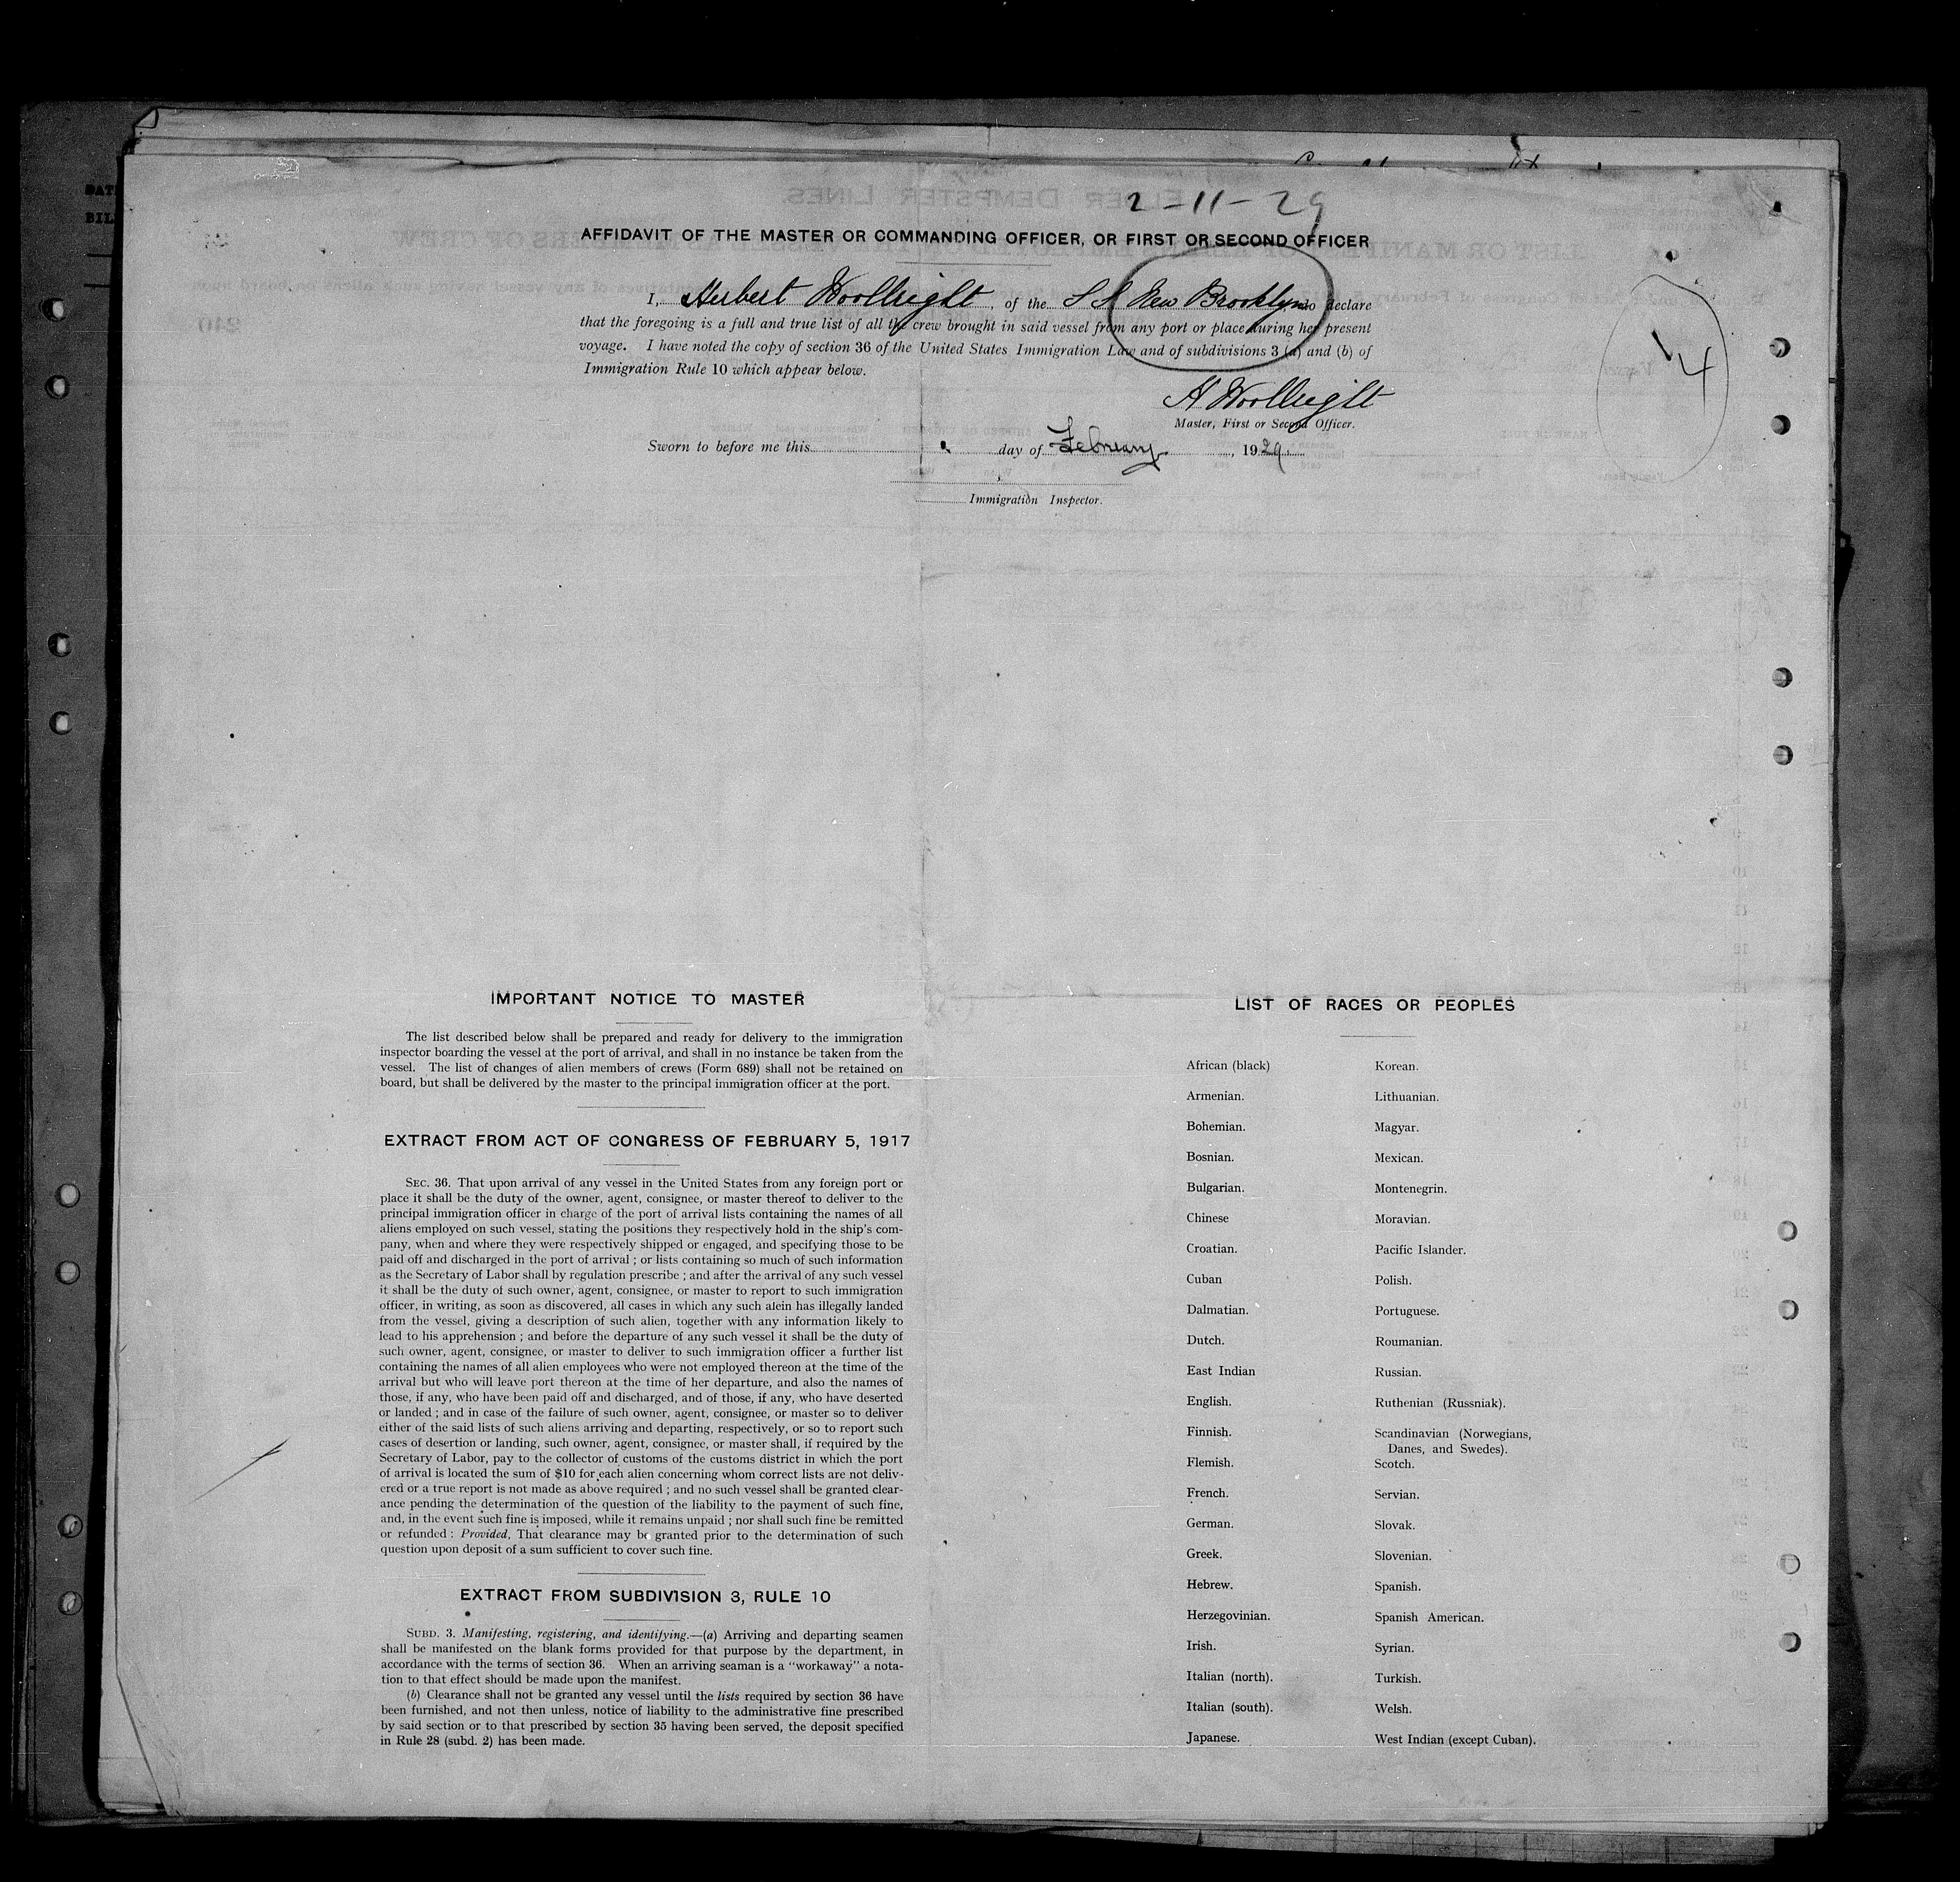 2-11-29
AFFIDAVIT OF THE MASTER OR COMMANDING OFFICER, OR FIRST OR SECOND OFFICER
I, Herbert Woollright, of the S S New Brooklyn, do declare
that the foregoing is a full and true list of all the crew brought in said vessel from any port or place during her present
voyage. I have noted the copy of section 36 of the United States Immigration Law and of subdivisions 3 (a) and (b) of
Immigration Rule 10 which appear below.
14
H Woollright
Master, First or Second Officer.
Sworn to before me this day of February, 1929.
Immigration Inspector.
IMPORTANT NOTICE TO MASTER
The list described below shall be prepared and ready for delivery to the immigration
inspector boarding the vessel at the port of arrival, and shall in no instance be taken from the
vessel. The list of changes of alien members of crews (Form 689) shall not be retained on
board, but shall be delivered by the master to the principal immigration officer at the port.
EXTRACT FROM ACT OF CONGRESS OF FEBRUARY 5, 1917
SEC. 36. That upon arrival of any vessel in the United States from any foreign port or
place it shall be the duty of the owner, agent, consignee, or master thereof to deliver to the
principal immigration officer in charge of the port of arrival lists containing the names of all
aliens employed on such vessel, stating the positions they respectively hold in the ship's com-
pany, when and where they were respectively shipped or engaged, and specifying those to be
paid off and discharged in the port of arrival ; or lists containing so much of such information
as the Secretary of Labor shall by regulation prescribe ; and after the arrival of any such vessel
it shall be the duty of such owner, agent, consignee, or master to report to such immigration
officer, in writing, as soon as discovered, all cases in which any such alein has illegally landed
from the vessel, giving a description of such alien, together with any information likely to
lead to his apprehension ; and before the departure of any such vessel it shall be the duty of
such owner, agent, consignee, or master to deliver to such immigration officer a further list
containing the names of all alien employees who were not employed thereon at the time of the
arrival but who will leave port thereon at the time of her departure, and also the names of
those, if any, who have been paid off and discharged, and of those, if any, who have deserted
or landed ; and in case of the failure of such owner, agent, consignee, or master so to deliver
either of the said lists of such aliens arriving and departing, respectively, or so to report such
cases of desertion or landing, such owner, agent, consignee, or master shall, if required by the
Secretary of Labor, pay to the collector of customs of the customs district in which the port
of arrival is located the sum of $10 for each alien concerning whom correct lists are not deliv-
ered or a true report is not made as above required ; and no such vessel shall be granted clear-
ance pending the determination of the question of the liability to the payment of such fine,
and, in the event such fine is imposed, while it remains unpaid ; nor shall such fine be remitted
or refunded : Provided, That clearance may be granted prior to the determination of such
question upon deposit of a sum sufficient to cover such fine.
EXTRACT FROM SUBDIVISION 3, RULE 10
SUBD. 3. Manifesting, registering, and identifying.—(a) Arriving and departing seamen
shall be manifested on the blank forms provided for that purpose by the department, in
accordance with the terms of section 36. When an arriving seaman is a "workaway" a nota-
tion to that effect should be made upon the manifest.
(b) Clearance shall not be granted any vessel until the lists required by section 36 have
been furnished, and not then unless, notice of liability to the administrative fine prescribed
by said section or to that prescribed by section 35 having been served, the deposit specified
in Rule 28 (subd. 2) has been made.
LIST OF RACES OR PEOPLES
African (black) Korean.
Armenian. Lithuanian.
Bohemian. Magyar.
Bosnian. Mexican.
Bulgarian. Montenegrin.
Chinese Moravian.
Croatian. Pacific Islander.
Cuban Polish.
Dalmatian. Portuguese.
Dutch. Roumanian.
East Indian Russian.
English. Ruthenian (Russniak).
Finnish. Scandinavian (Norwegians,
Danes, and Swedes).
Flemish. Scotch.
French. Servian.
German. Slovak.
Greek. Slovenian.
Hebrew. Spanish.
Herzegovinian. Spanish American.
Irish. Syrian.
Italian (north). Turkish.
Italian (south). Welsh.
Japanese. West Indian (except Cuban).